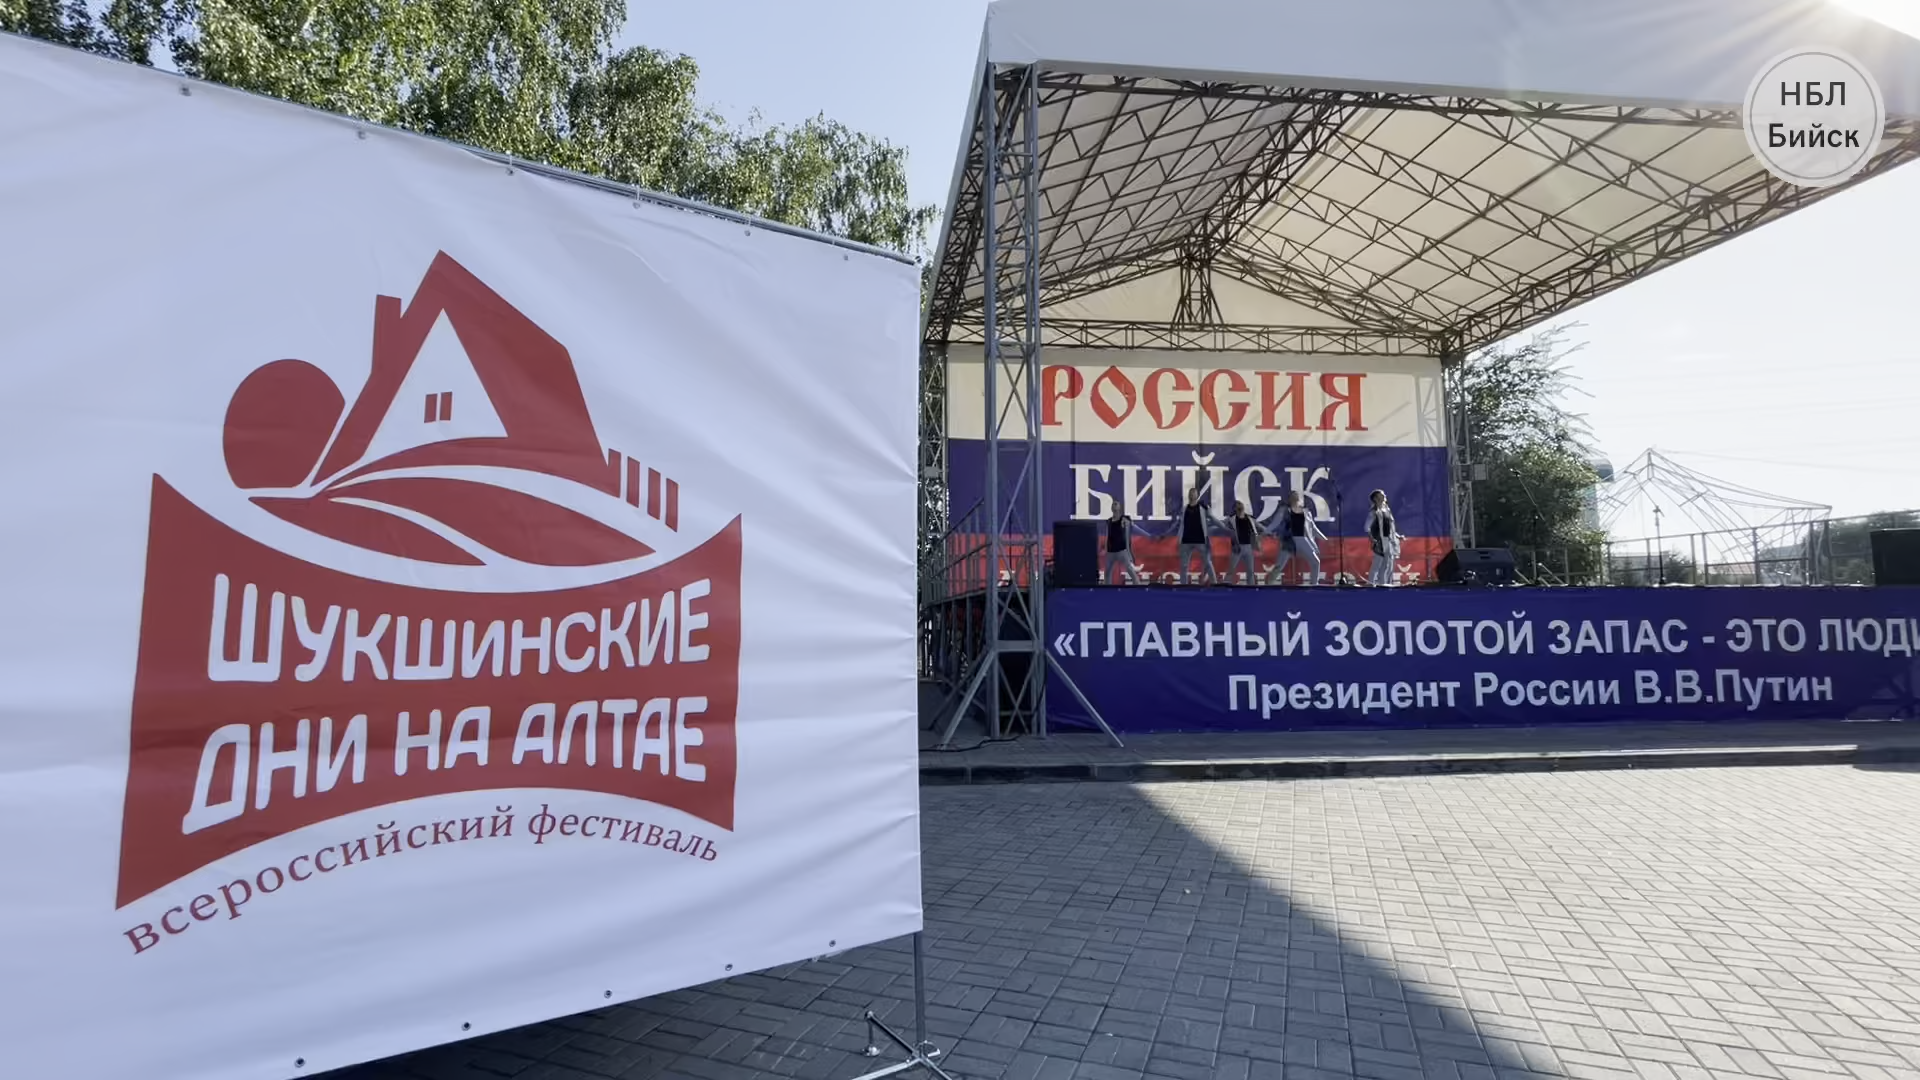 ШУКШИНСКИЕ
ДНИ НА АЛТАЕ
всероссийский фестиваль
РОССИЯ
БИЙСК
«ГЛАВНЫЙ ЗОЛОТОЙ ЗАПАС - ЭТО ЛЮДИ
Президент России В.В.Путин
НБЛ
Бийск